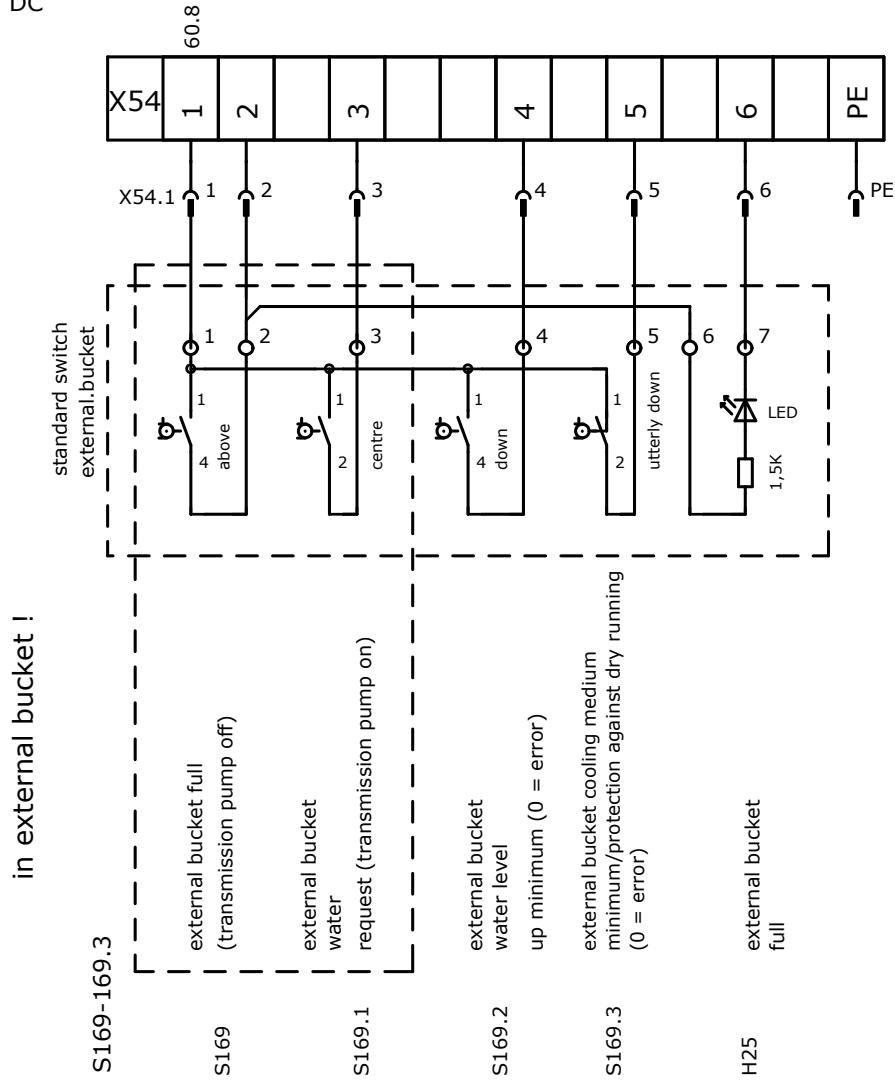 DC
60.8
X54
1
2
3
4
5
6
PE
X54.1
1
2
3
4
5
6
PE
standard switch
external.bucket
1
2
3
4
5
6
7
1
4
above
1
2
centre
1
4
down
1
2
utterly down
LED
1,5K
in external bucket !
S169-169.3
external bucket full
(transmission pump off)
external bucket
water
request (transmission pump on)
external bucket
water level
up minimum (0 = error)
external bucket cooling medium
minimum/protection against dry running
(0 = error)
external bucket
full
S169
S169.1
S169.2
S169.3
H25